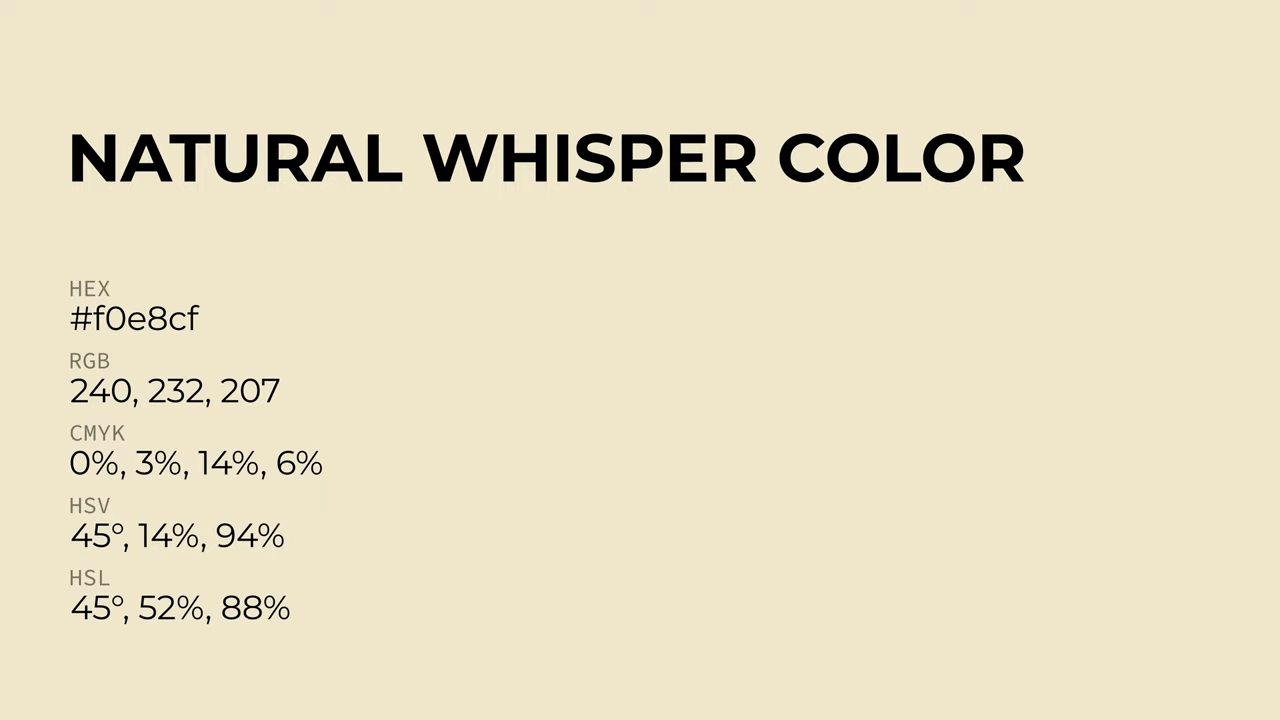 NATURAL WHISPER COLOR
HEX
#f0e8cf
RGB
240, 232, 207
CMYK
0%, 3%, 14%, 6%
HSV
45°, 14%, 94%
HSL
45°, 52%, 88%